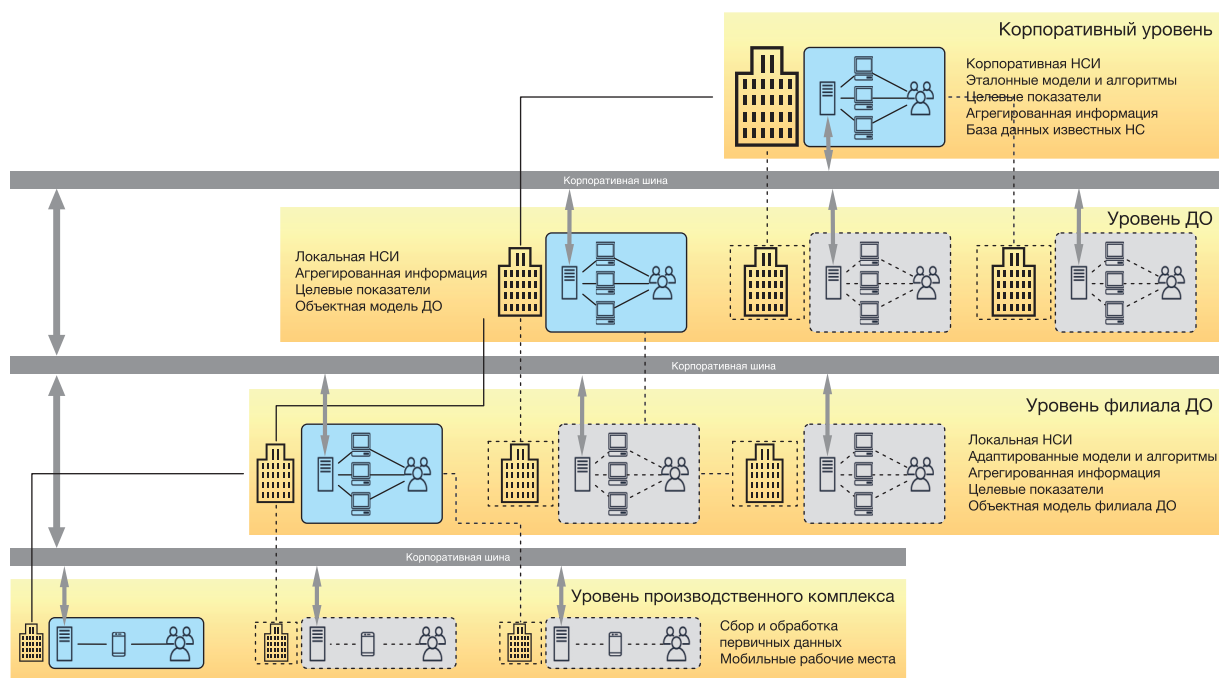 Корпоративный уровень
Корпоративная НСИ
Эталонные модели и алгоритмы
Целевые показатели
Агрегированная информация
База данных известных НС
Корпоративная шина
Уровень ДО
Локальная НСИ
Агрегированная информация
Целевые показатели
Объектная модель ДО
Корпоративная шина
Уровень филиала ДО
Локальная НСИ
Адаптированные модели и алгоритмы
Агрегированная информация
Целевые показатели
Объектная модель филиала ДО
Корпоративная шина
Уровень производственного комплекса
Сбор и обработка
первичных данных
Мобильные рабочие места